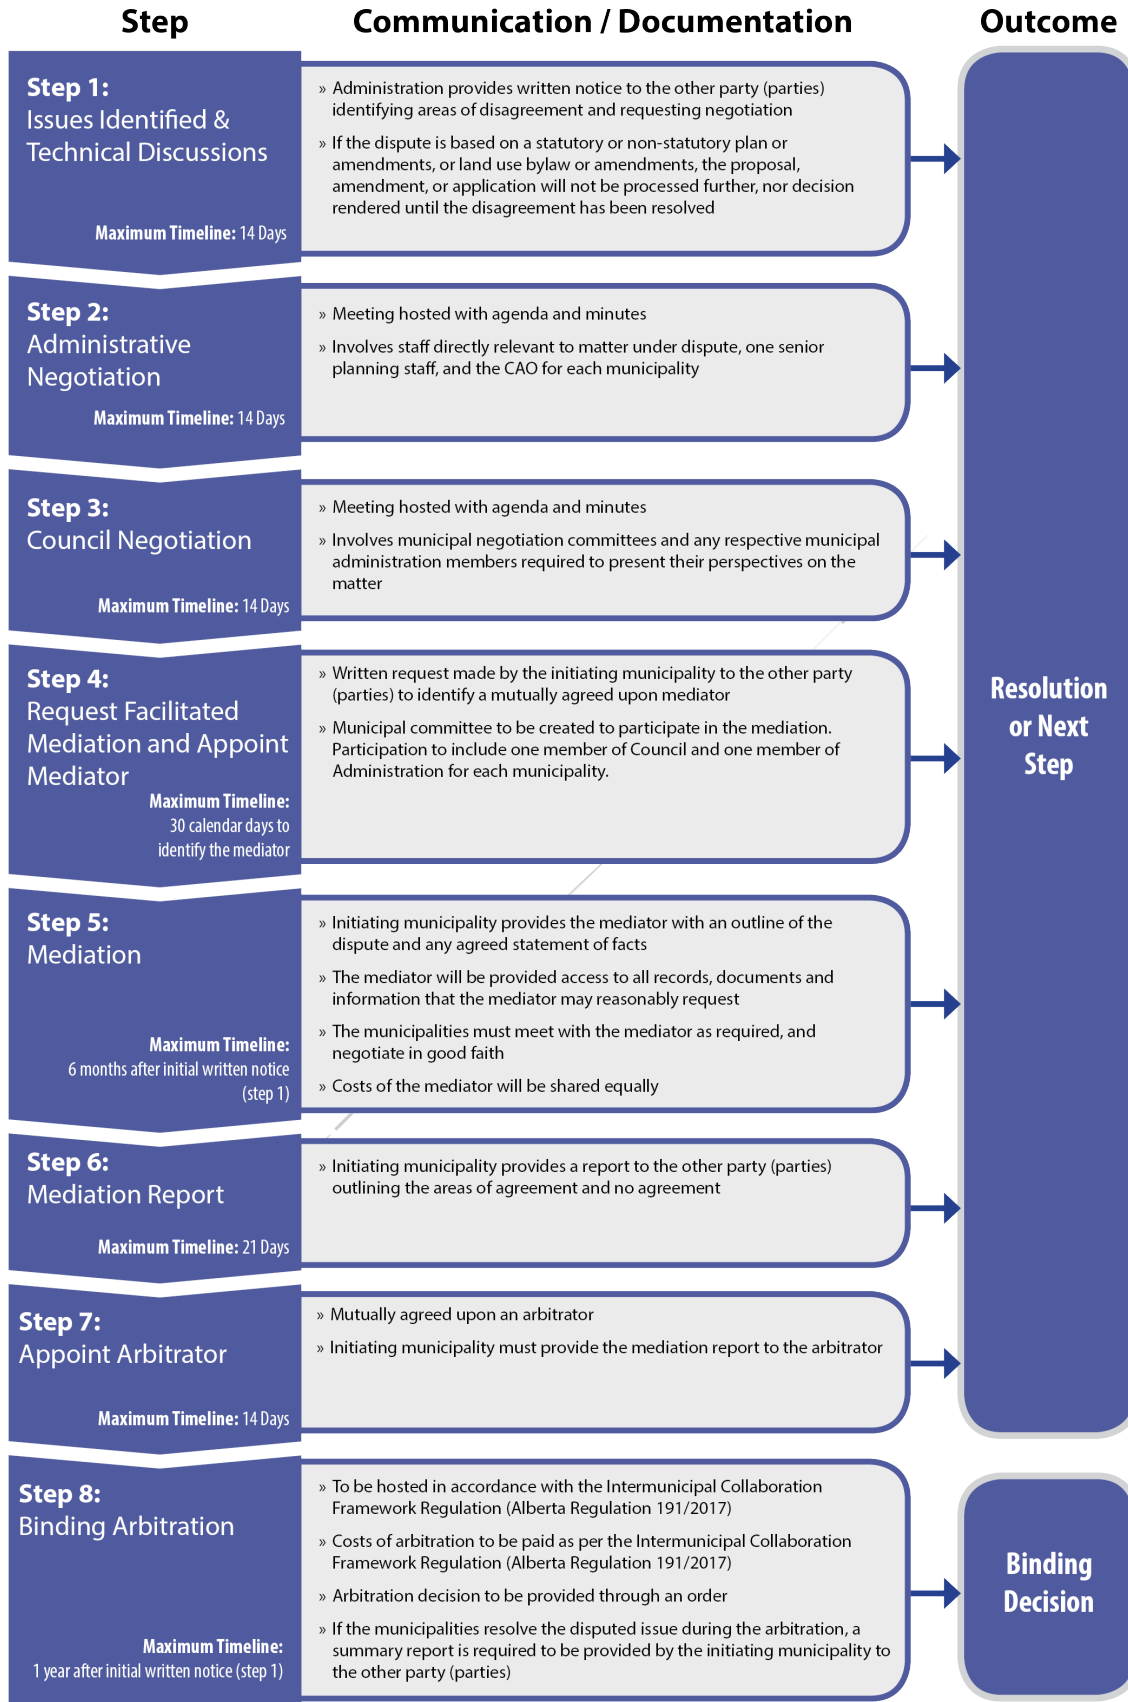 Step
Communication / Documentation
Outcome
Step 1:
Issues Identified &
Technical Discussions
Maximum Timeline: 14 Days
» Administration provides written notice to the other party (parties)
identifying areas of disagreement and requesting negotiation
» If the dispute is based on a statutory or non-statutory plan or
amendments, or land use bylaw or amendments, the proposal,
amendment, or application will not be processed further, nor decision
rendered until the disagreement has been resolved
Step 2:
Administrative
Negotiation
Maximum Timeline: 14 Days
» Meeting hosted with agenda and minutes
» Involves staff directly relevant to matter under dispute, one senior
planning staff, and the CAO for each municipality
Step 3:
Council Negotiation
Maximum Timeline: 14 Days
» Meeting hosted with agenda and minutes
» Involves municipal negotiation committees and any respective municipal
administration members required to present their perspectives on the
matter
Step 4:
Request Facilitated
Mediation and Appoint
Mediator
Maximum Timeline:
30 calendar days to
identify the mediator
» Written request made by the initiating municipality to the other party
(parties) to identify a mutually agreed upon mediator
» Municipal committee to be created to participate in the mediation.
Participation to include one member of Council and one member of
Administration for each municipality.
Step 5:
Mediation
Maximum Timeline:
6 months after initial written notice
(step 1)
» Initiating municipality provides the mediator with an outline of the
dispute and any agreed statement of facts
» The mediator will be provided access to all records, documents and
information that the mediator may reasonably request
» The municipalities must meet with the mediator as required, and
negotiate in good faith
» Costs of the mediator will be shared equally
Step 6:
Mediation Report
Maximum Timeline: 21 Days
» Initiating municipality provides a report to the other party (parties)
outlining the areas of agreement and no agreement
Step 7:
Appoint Arbitrator
Maximum Timeline: 14 Days
» Mutually agreed upon an arbitrator
» Initiating municipality must provide the mediation report to the arbitrator
Resolution
or Next
Step
Step 8:
Binding Arbitration
Maximum Timeline:
1 year after initial written notice (step 1)
» To be hosted in accordance with the Intermunicipal Collaboration
Framework Regulation (Alberta Regulation 191/2017)
» Costs of arbitration to be paid as per the Intermunicipal Collaboration
Framework Regulation (Alberta Regulation 191/2017)
» Arbitration decision to be provided through an order
» If the municipalities resolve the disputed issue during the arbitration, a
summary report is required to be provided by the initiating municipality to
the other party (parties)
Binding
Decision